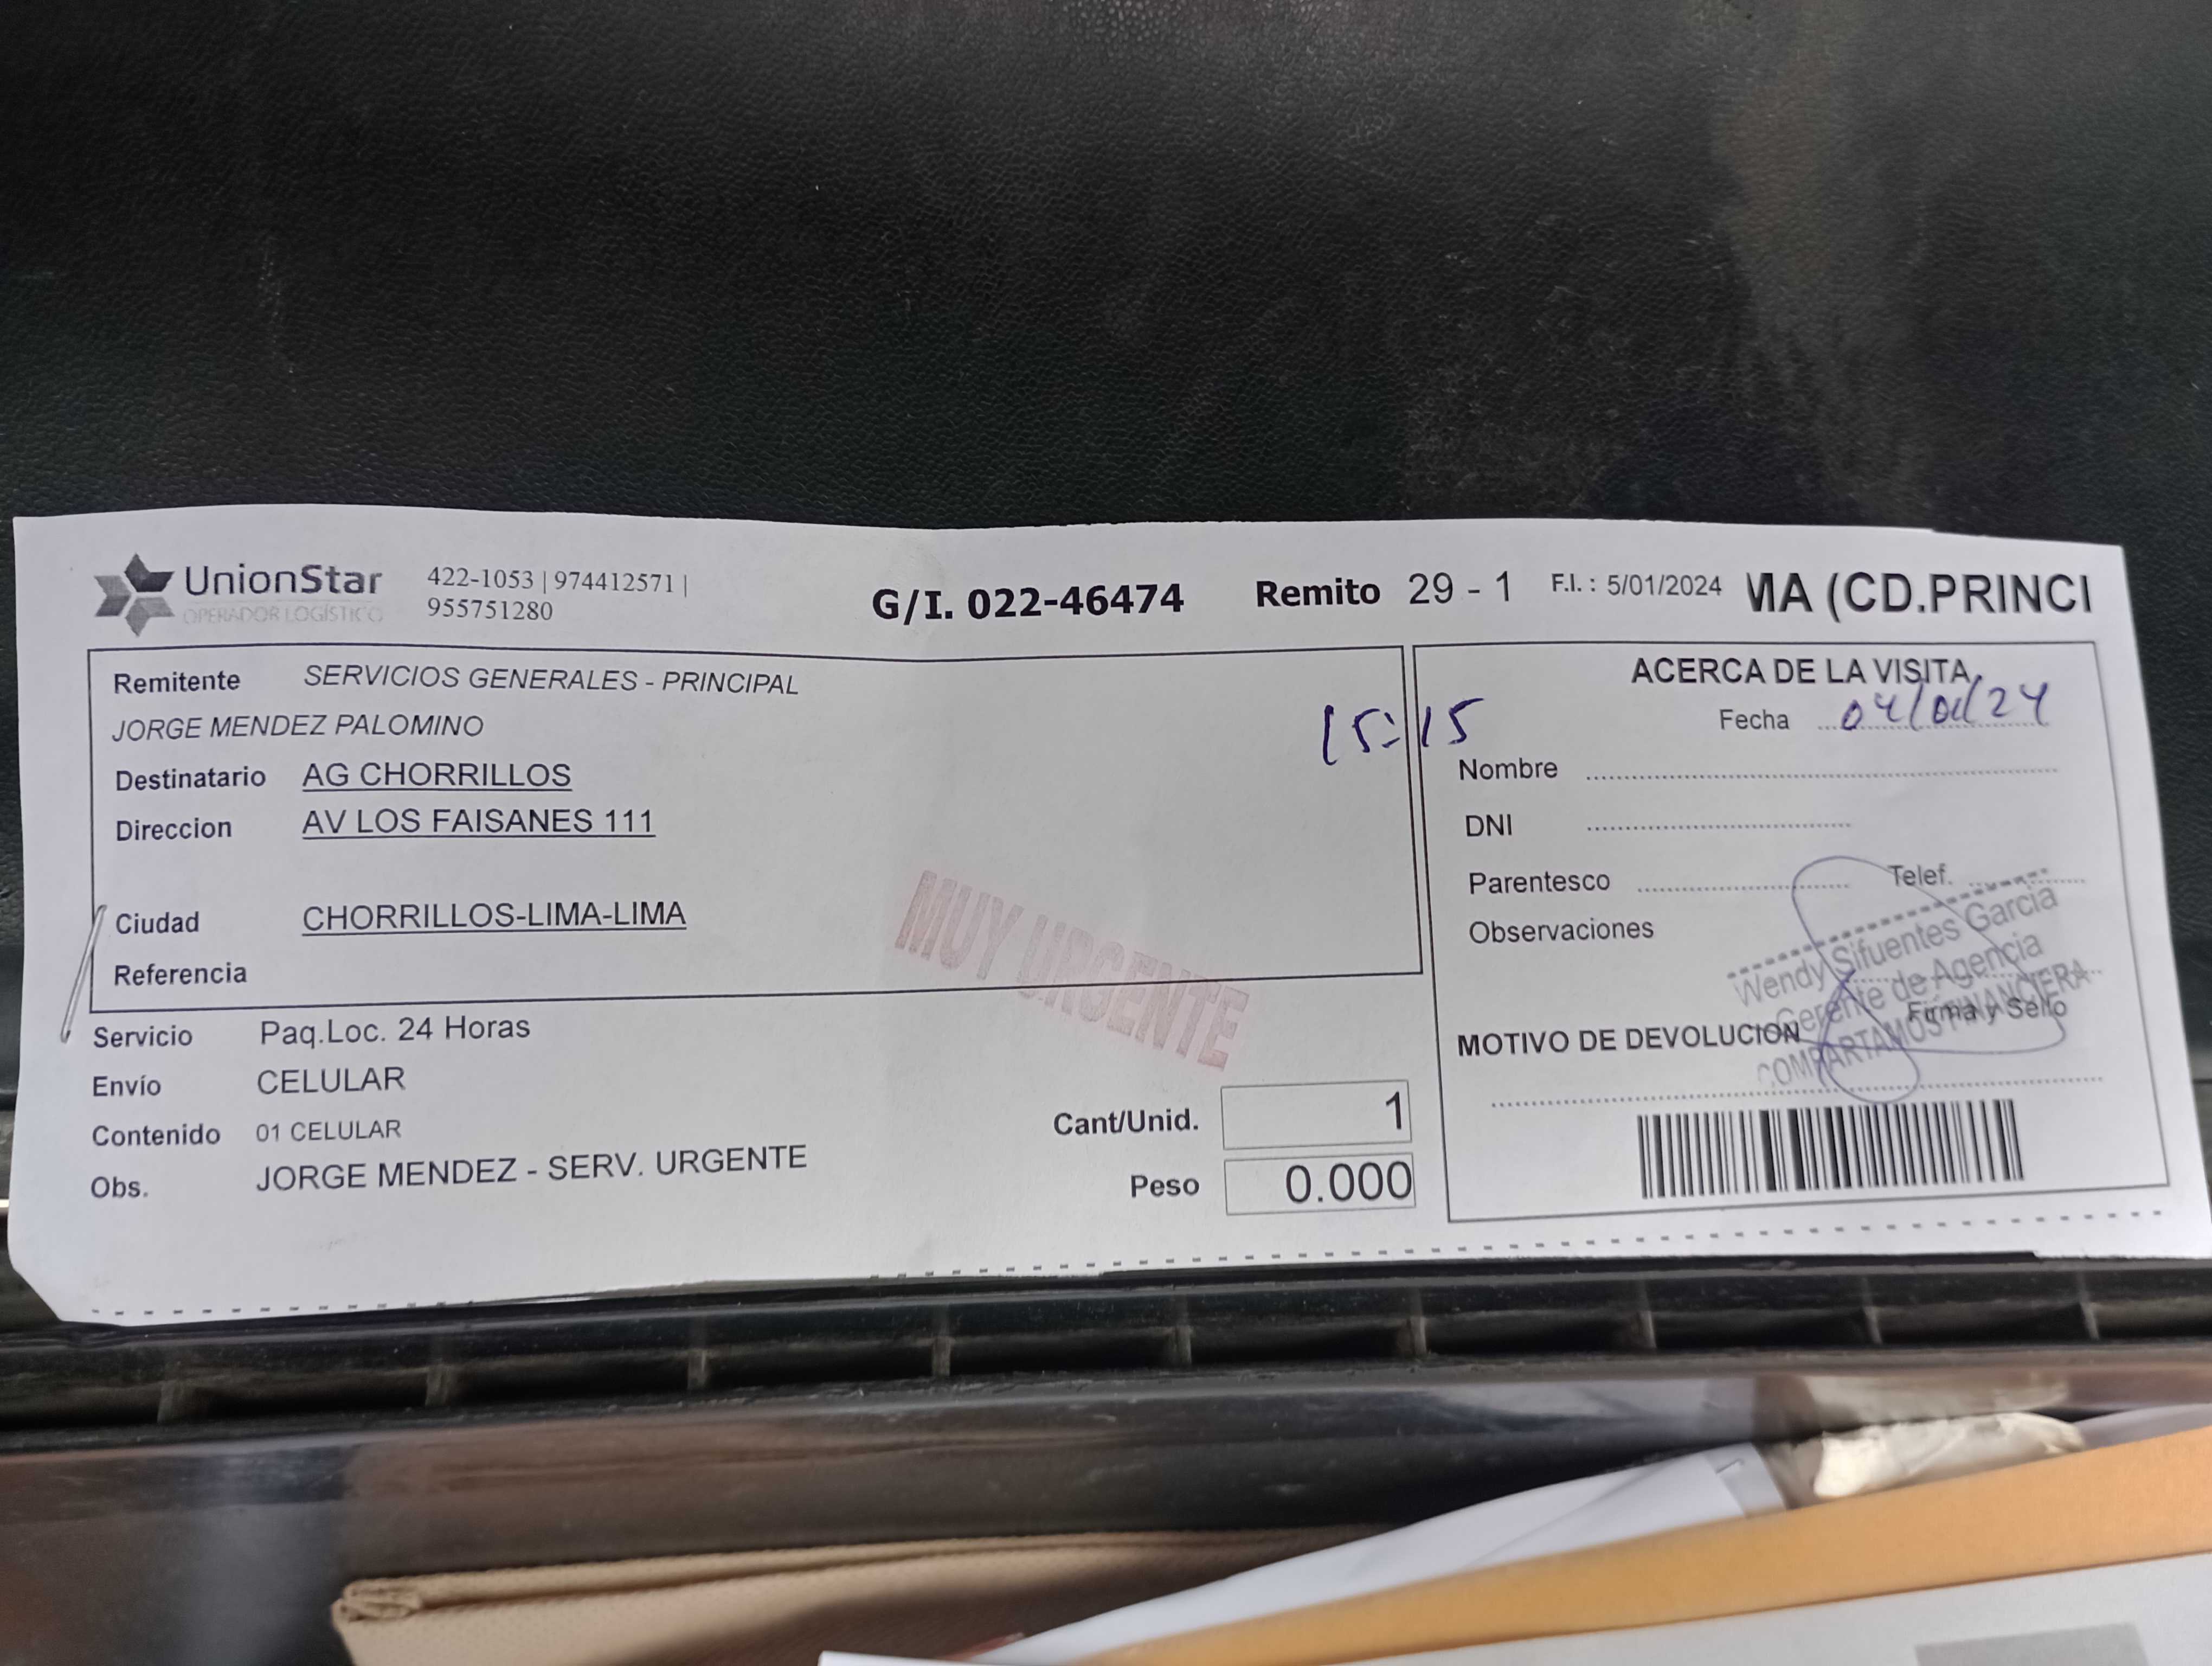 UnionStar
OPERADOR LOGÍSTICO
422-1053 | 974412571 |
955751280
G/I. 022-46474 Remito 29 - 1 F.I. : 5/01/2024 MA (CD.PRINCI
Remitente SERVICIOS GENERALES - PRINCIPAL
JORGE MENDEZ PALOMINO
Destinatario AG CHORRILLOS
Direccion AV LOS FAISANES 111
Ciudad CHORRILLOS-LIMA-LIMA
Referencia
MUY URGENTE
Servicio Paq.Loc. 24 Horas
Envío CELULAR
Contenido 01 CELULAR
Obs. JORGE MENDEZ - SERV. URGENTE
Cant/Unid. 1
Peso 0.000
15:15
ACERCA DE LA VISITA
Fecha 04/01/24
Nombre
DNI
Parentesco Telef.
Observaciones
Wendy Sifuentes Garcia
Gerente de Agencia
COMPARTAMOS FINANCIERA
Firma y Sello
MOTIVO DE DEVOLUCION